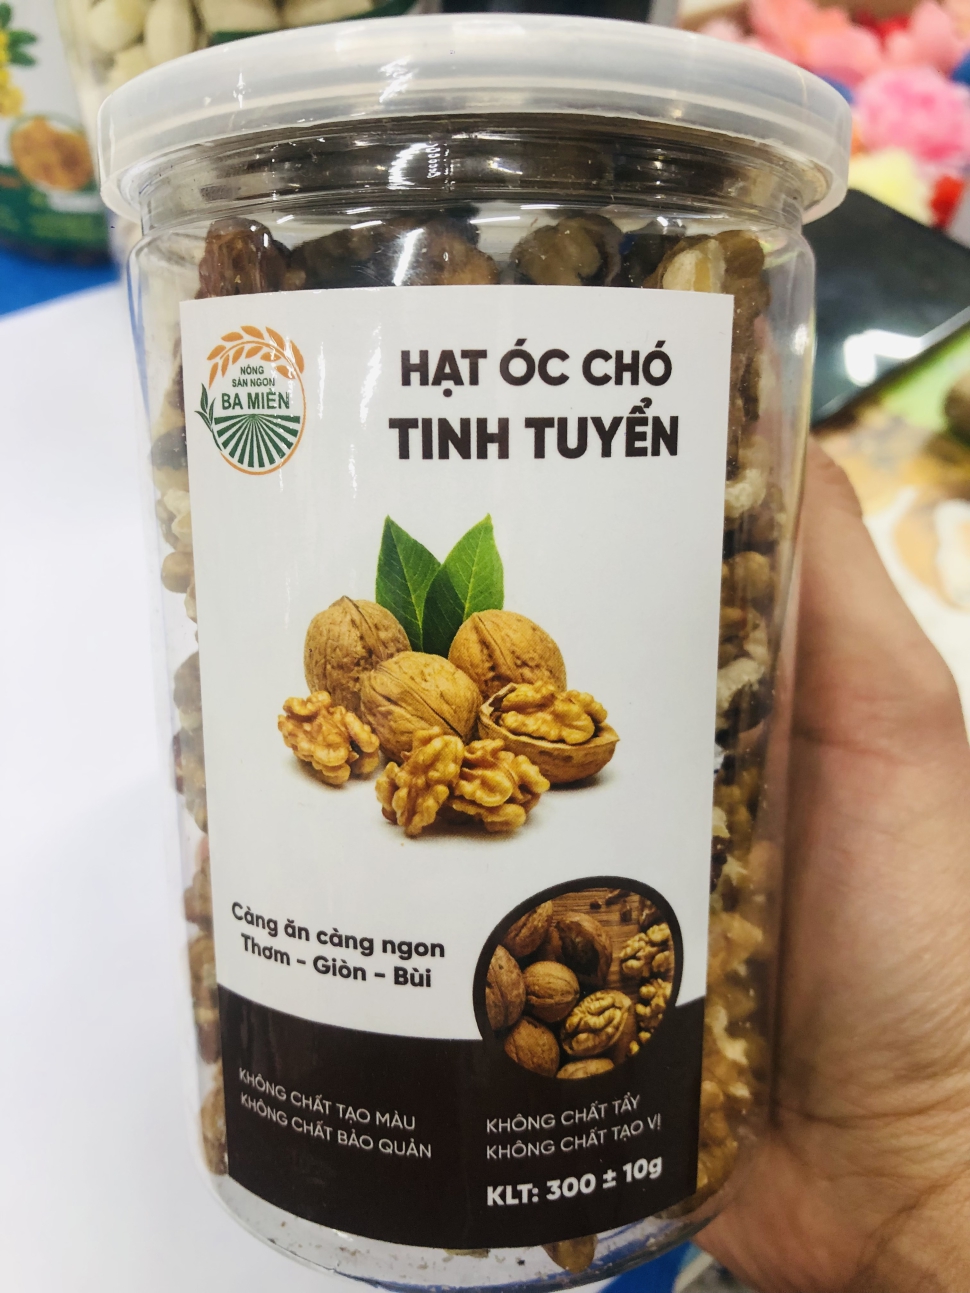 NÔNG
SẢN NGON
BA MIỀN
HẠT ÓC CHÓ
TINH TUYỂN
Càng ăn càng ngon
Thơm - Giòn - Bùi
KHÔNG CHẤT TẠO MÀU
KHÔNG CHẤT BẢO QUẢN
KHÔNG CHẤT TẨY
KHÔNG CHẤT TẠO VỊ
KLT: 300 ± 10g